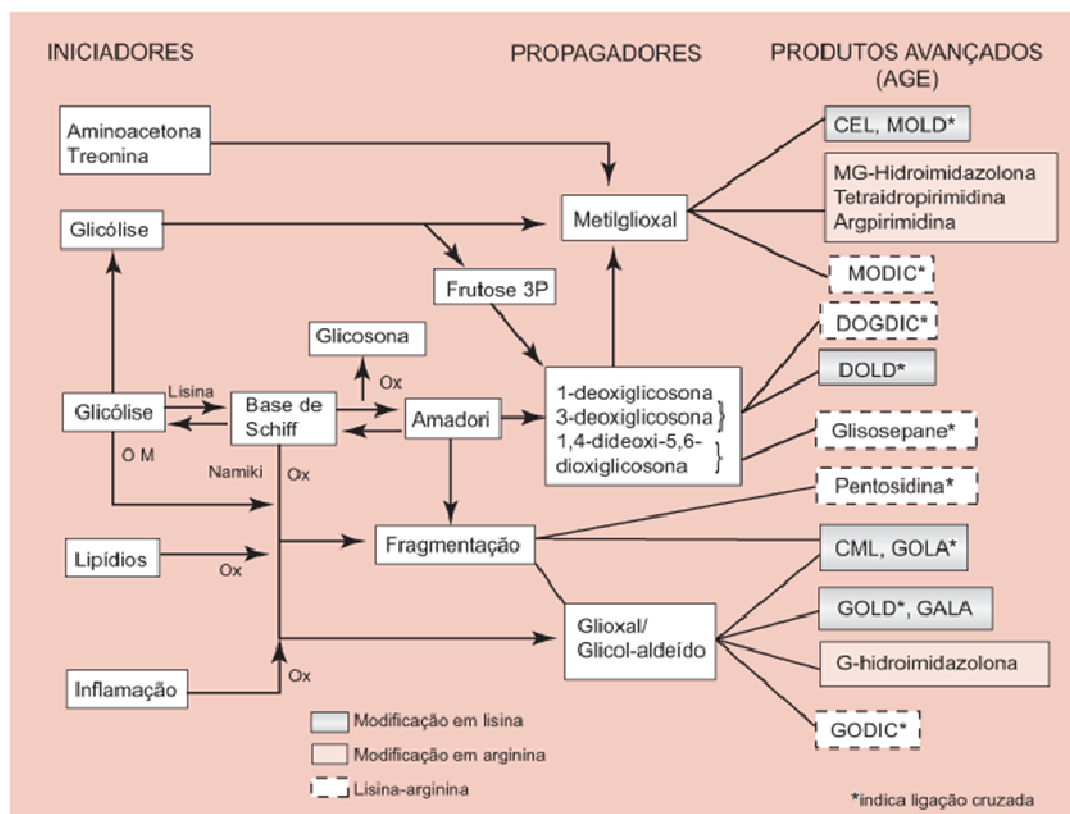 INICIADORES
PROPAGADORES
PRODUTOS AVANÇADOS
(AGE)
Aminoacetona
Treonina
CEL, MOLD*
MG-Hidroimidazolona
Tetraidropirimidina
Argpirimidina
Glicólise
Metilglioxal
MODIC*
Frutose 3P
DOGDIC*
Glicosona
Ox
DOLD*
Glicólise
Lisina
Base de
Schiff
Amadori
1-deoxiglicosona
3-deoxiglicosona}
1,4-dideoxi-5,6-
dioxiglicosona }
Glisosepane*
O M
Namiki
Ox
Pentosidina*
Lipídios
Ox
Fragmentação
CML, GOLA*
GOLD*, GALA
Glioxal/
Glicol-aldeído
G-hidroimidazolona
Inflamação
Ox
GODIC*
Modificação em lisina
Modificação em arginina
Lisina-arginina
*indica ligação cruzada